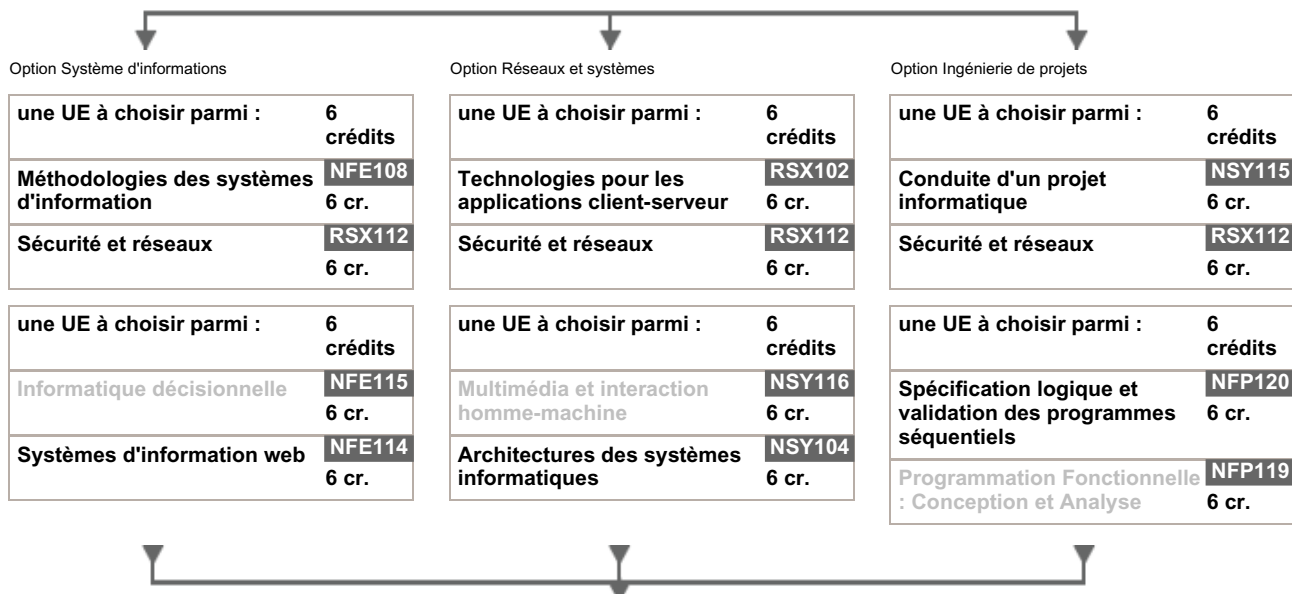 Option Système d'informations
une UE à choisir parmi : 6
crédits
Méthodologies des systèmes NFE108
d'information 6 cr.
Sécurité et réseaux RSX112
6 cr.
une UE à choisir parmi : 6
crédits
Informatique décisionnelle NFE115
6 cr.
Systèmes d'information web NFE114
6 cr.
Option Réseaux et systèmes
une UE à choisir parmi : 6
crédits
Technologies pour les RSX102
applications client-serveur 6 cr.
Sécurité et réseaux RSX112
6 cr.
une UE à choisir parmi : 6
crédits
Multimédia et interaction NSY116
homme-machine 6 cr.
Architectures des systèmes NSY104
informatiques 6 cr.
Option Ingénierie de projets
une UE à choisir parmi : 6
crédits
Conduite d'un projet NSY115
informatique 6 cr.
Sécurité et réseaux RSX112
6 cr.
une UE à choisir parmi : 6
crédits
Spécification logique et NFP120
validation des programmes 6 cr.
séquentiels
Programmation Fonctionnelle NFP119
: Conception et Analyse 6 cr.